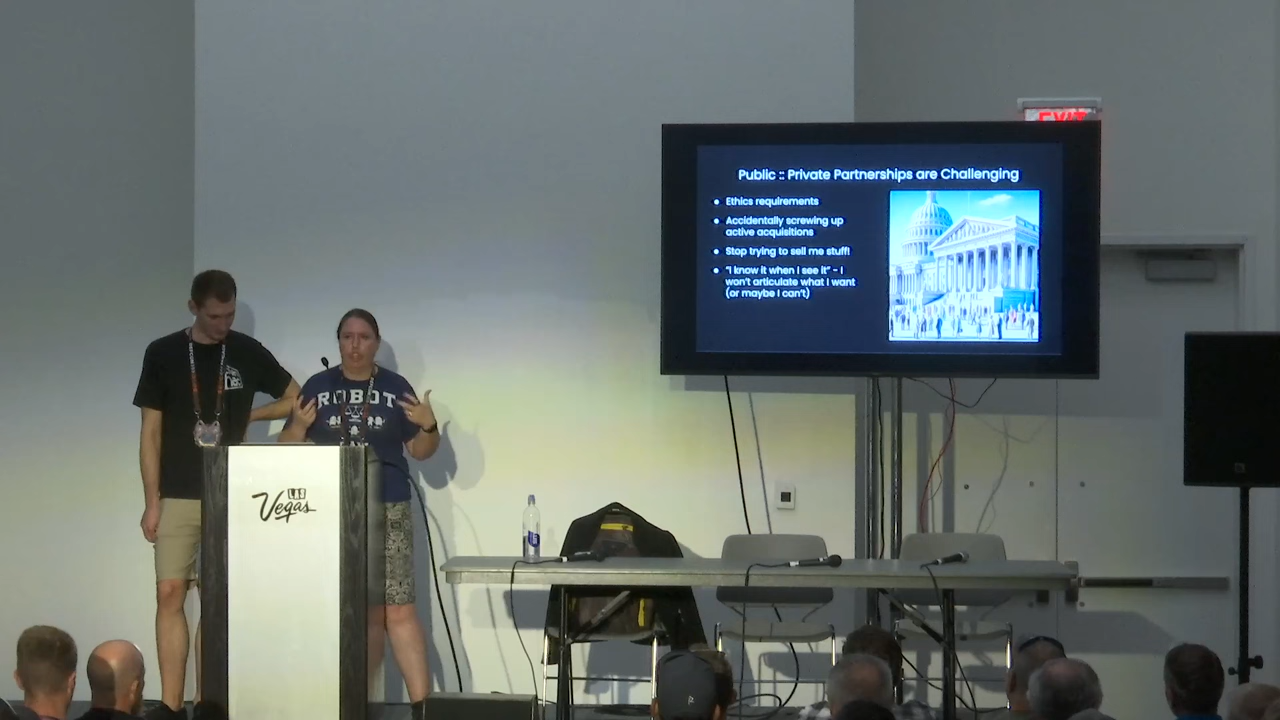 EXIT
Public :: Private Partnerships are Challenging
• Ethics requirements
• Accidentally screwing up
active acquisitions
• Stop trying to sell me stuff!
• "I know it when I see it" - I
won't articulate what I want
(or maybe I can't)
ROBOT
LAS
Vegas